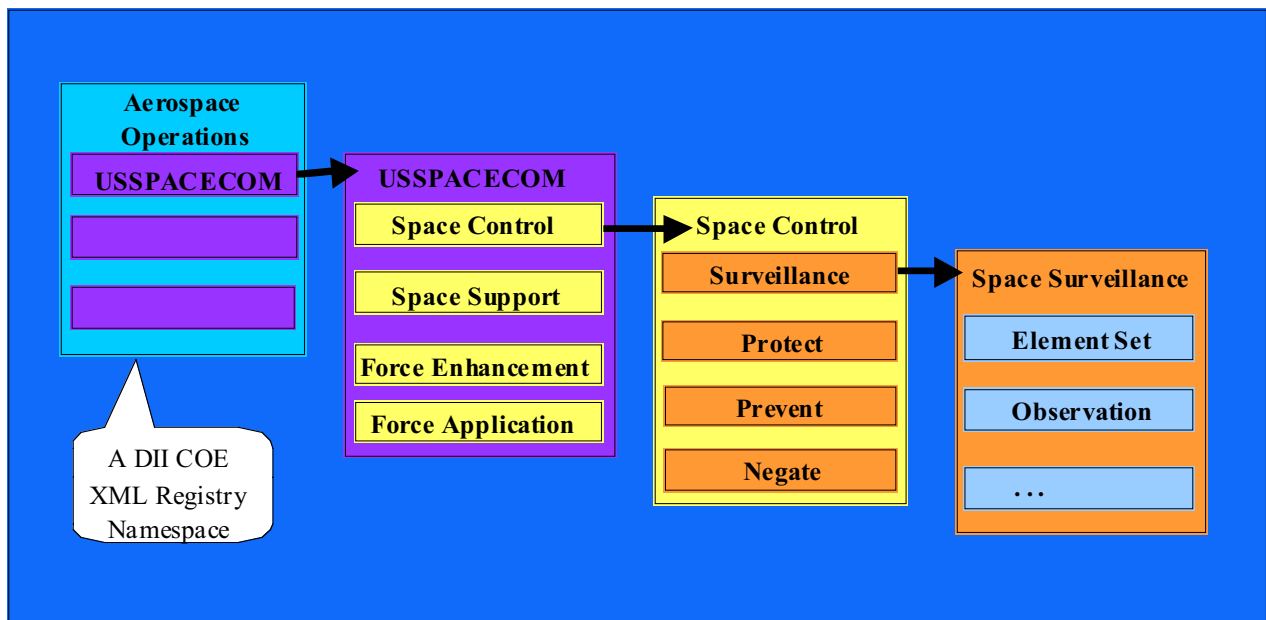 Aerospace
Operations
USSPACECOM
A DII COE
XML Registry
Namespace
USSPACECOM
Space Control
Space Support
Force Enhancement
Force Application
Space Control
Surveillance
Protect
Prevent
Negate
Space Surveillance
Element Set
Observation
...